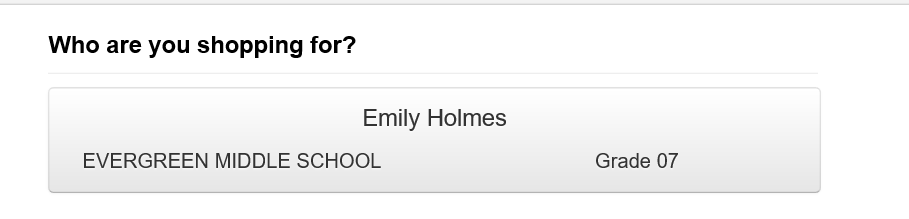 Who are you shopping for?
Emily Holmes
EVERGREEN MIDDLE SCHOOL Grade 07